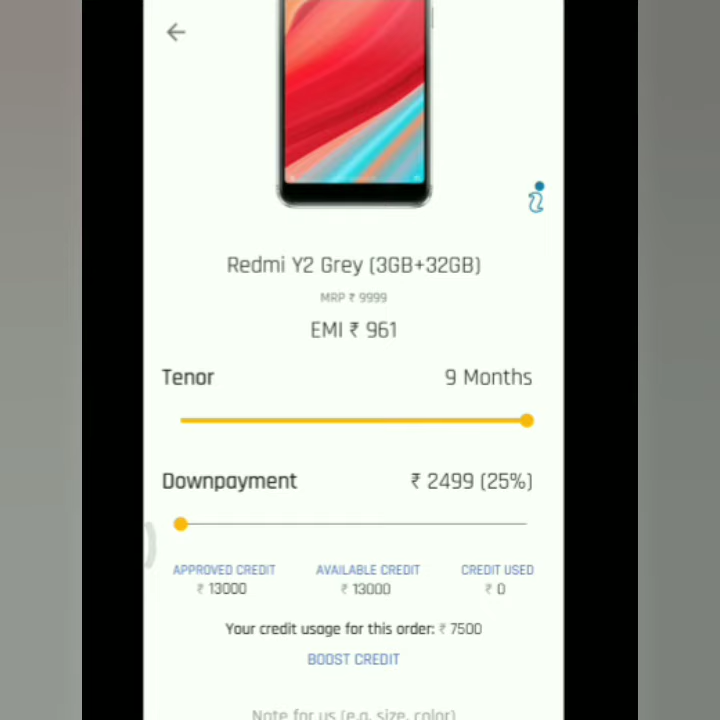 Redmi Y2 Grey (3GB+32GB)
MRP ₹ 9999
EMI ₹ 961
Tenor 9 Months
Downpayment ₹ 2499 (25%)
APPROVED CREDIT AVAILABLE CREDIT CREDIT USED
₹ 13000 ₹ 13000 ₹ 0
Your credit usage for this order: ₹ 7500
BOOST CREDIT
Note for us (e.g. size, color)